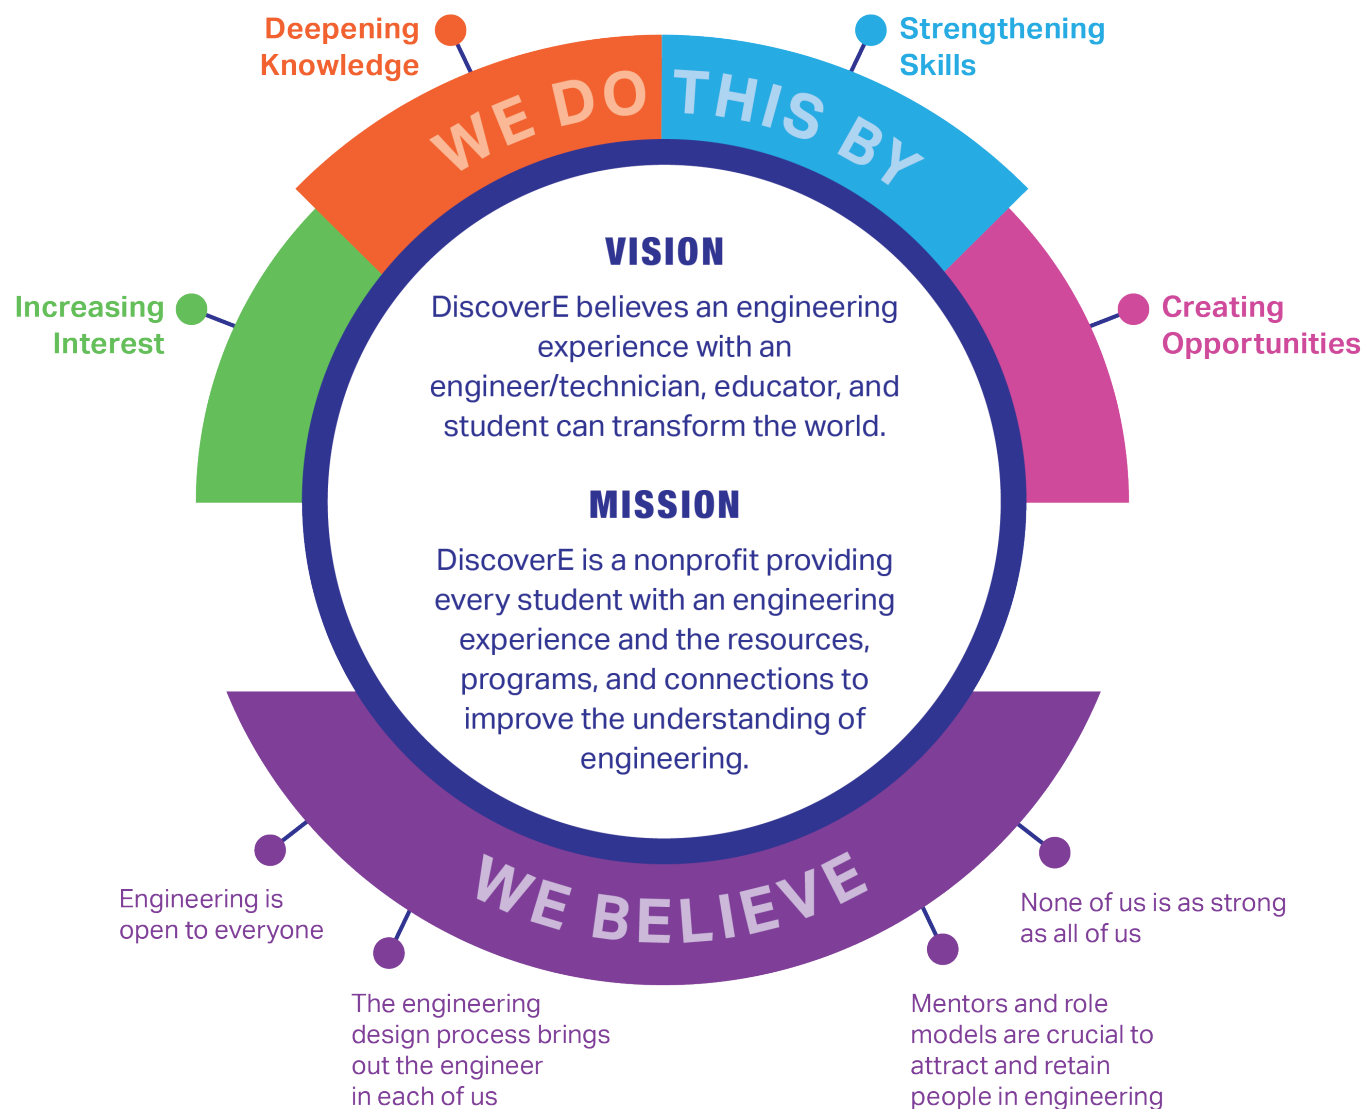 Deepening
Knowledge
Strengthening
Skills
WE DO THIS BY
Increasing
Interest
Creating
Opportunities
VISION
DiscoverE believes an engineering
experience with an
engineer/technician, educator, and
student can transform the world.
MISSION
DiscoverE is a nonprofit providing
every student with an engineering
experience and the resources,
programs, and connections to
improve the understanding of
engineering.
WE BELIEVE
Engineering is
open to everyone
The engineering
design process brings
out the engineer
in each of us
Mentors and role
models are crucial to
attract and retain
people in engineering
None of us is as strong
as all of us